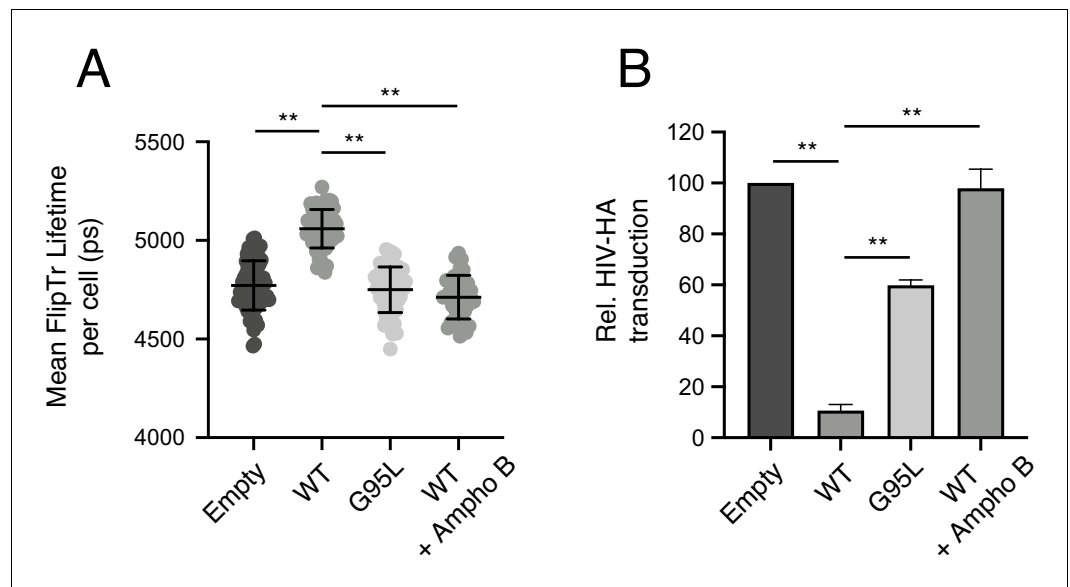 A
**
**
**
5500
5000
4500
4000
Mean FlipTr Lifetime
per cell (ps)
Empty
WT
G95L
WT
+ Ampho B
B
**
**
**
120
100
80
60
40
20
0
Rel. HIV-HA
transduction
Empty
WT
G95L
WT
+ Ampho B